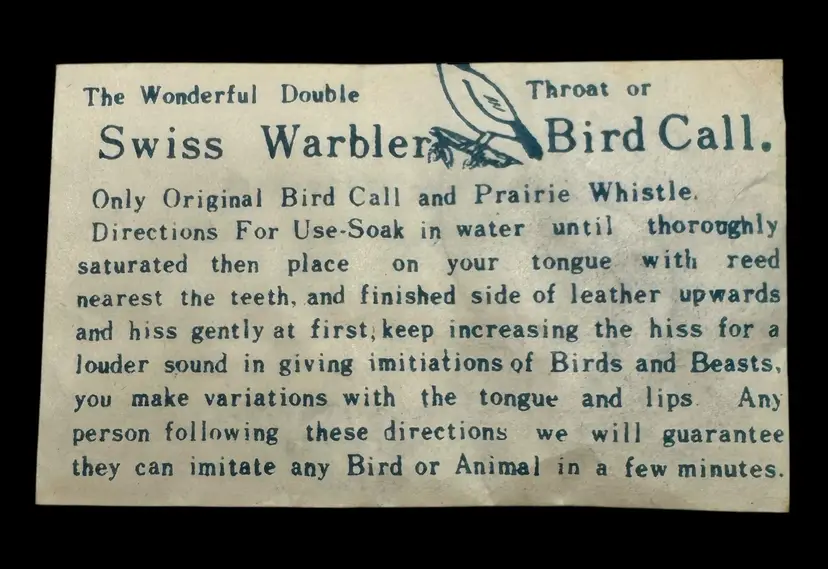 The Wonderful Double Throat or
Swiss Warbler Bird Call.
Only Original Bird Call and Prairie Whistle.
Directions For Use-Soak in water until thoroughly
saturated then place on your tongue with reed
nearest the teeth, and finished side of leather upwards
and hiss gently at first, keep increasing the hiss for a
louder sound in giving imitiations of Birds and Beasts,
you make variations with the tongue and lips. Any
person following these directions we will guarantee
they can imitate any Bird or Animal in a few minutes.